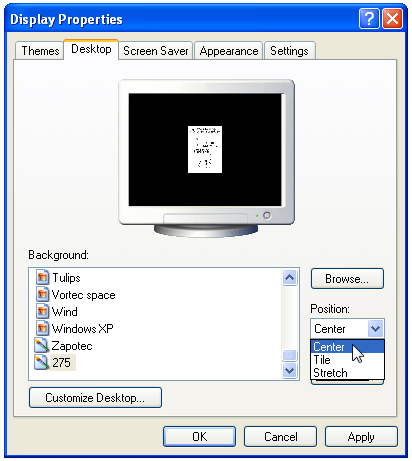 Display Properties
Themes Desktop Screen Saver Appearance Settings
Background:
Tulips
Vortec space
Wind
Windows XP
Zapotec
275
Browse...
Position:
Center
Center
Tile
Stretch
Customize Desktop...
OK Cancel Apply